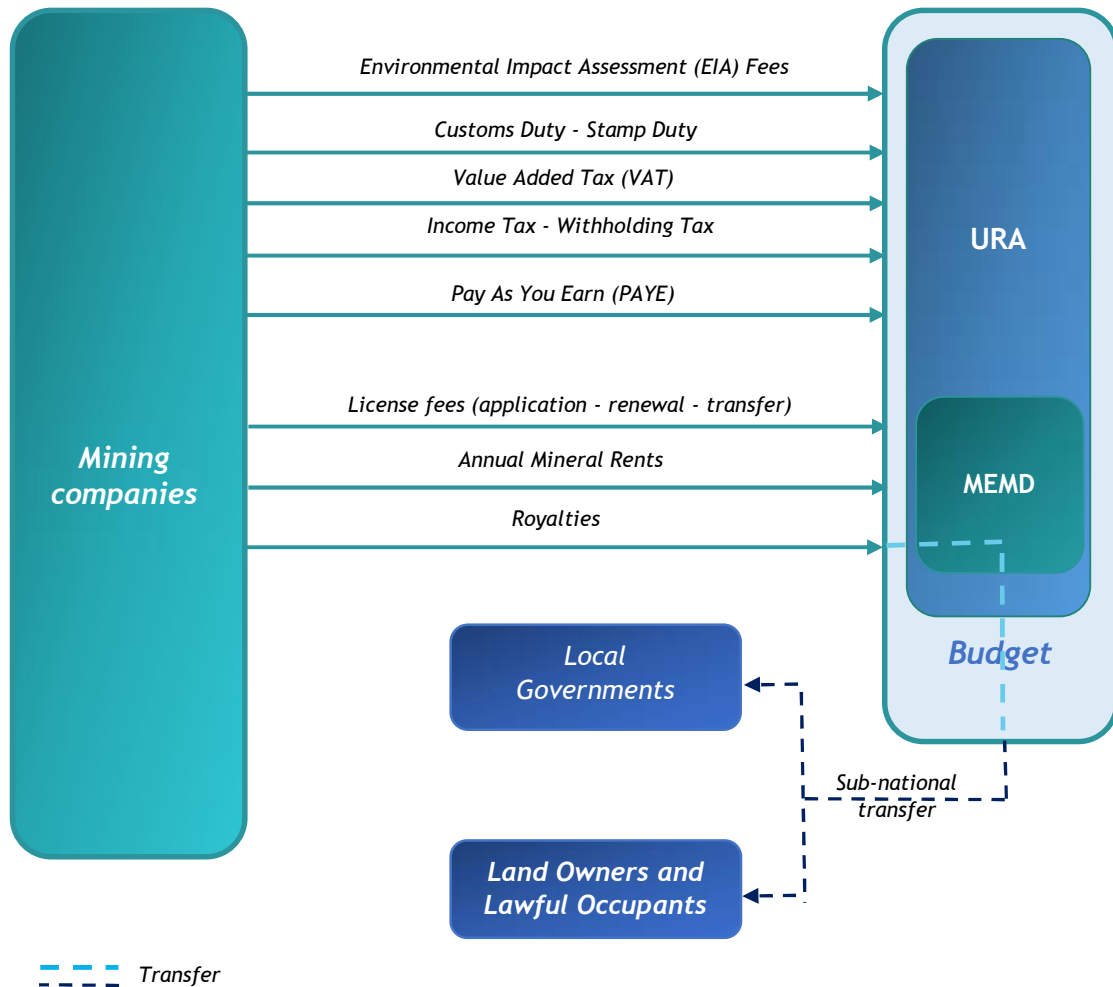 Environmental Impact Assessment (EIA) Fees
Customs Duty - Stamp Duty
Value Added Tax (VAT)
Income Tax - Withholding Tax
URA
Pay As You Earn (PAYE)
License fees (application - renewal - transfer)
Mining
companies
Annual Mineral Rents
MEMD
Royalties
Local
Governments
Budget
Sub-national
transfer
Land Owners and
Lawful Occupants
Transfer